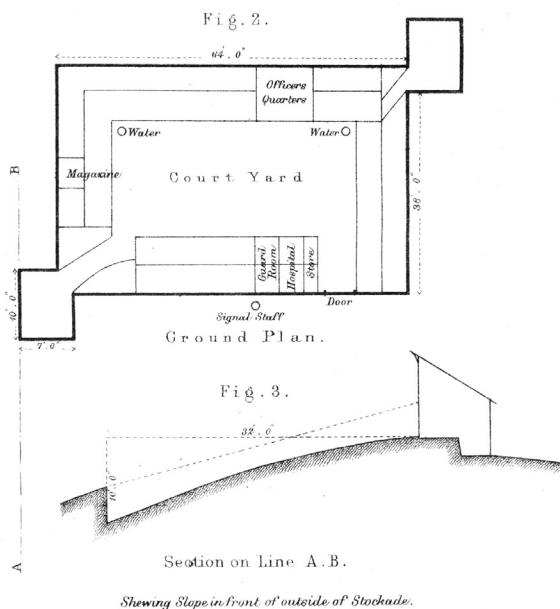 Fig. 2.
64'. 0"
Officers
Quarters
Water
Water
Magazine
Court Yard
B
38'. 0"
Guard
Room
Hospital
Store
10'. 0"
Door
Signal Staff
7'. 0"
Ground Plan.
Fig. 3.
32'. 0"
10'. 0"
A
Section on Line A.B.
Shewing Slope in front of outside of Stockade.